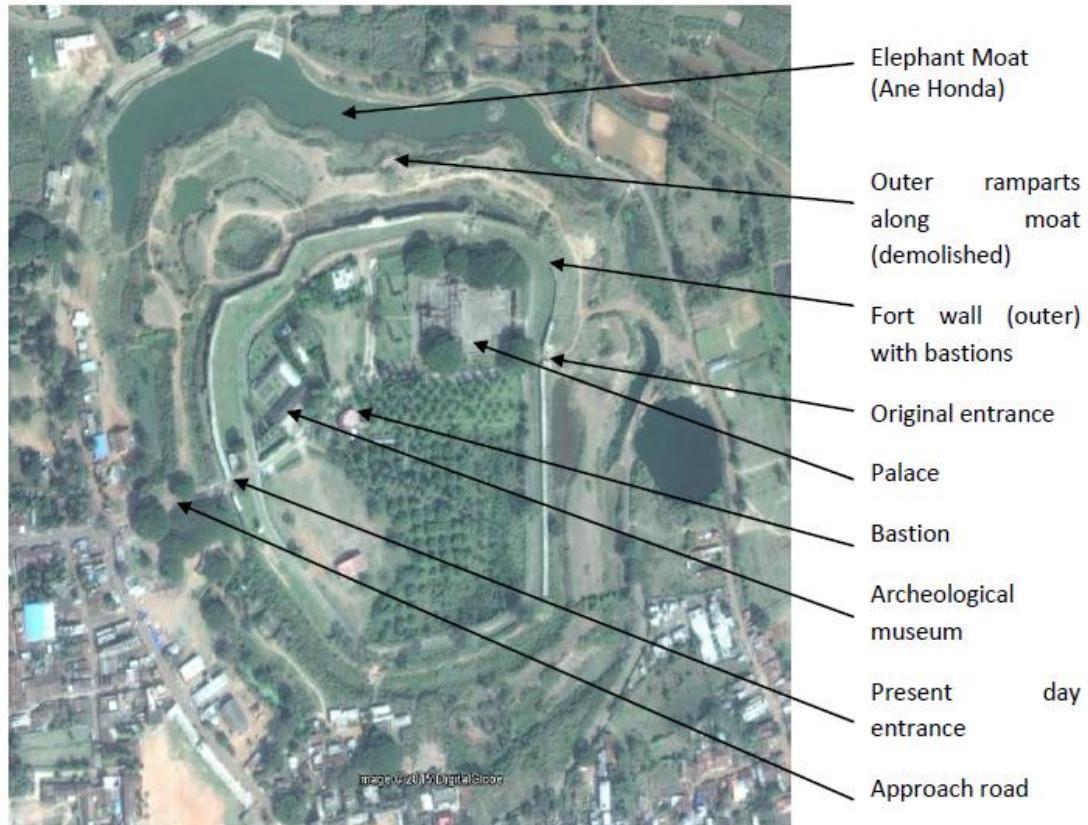 Elephant Moat
(Ane Honda)
Outer ramparts
along moat
(demolished)
Fort wall (outer)
with bastions
Original entrance
Palace
Bastion
Archeological
museum
Present day
entrance
Approach road
Image © 2015 DigitalGlobe